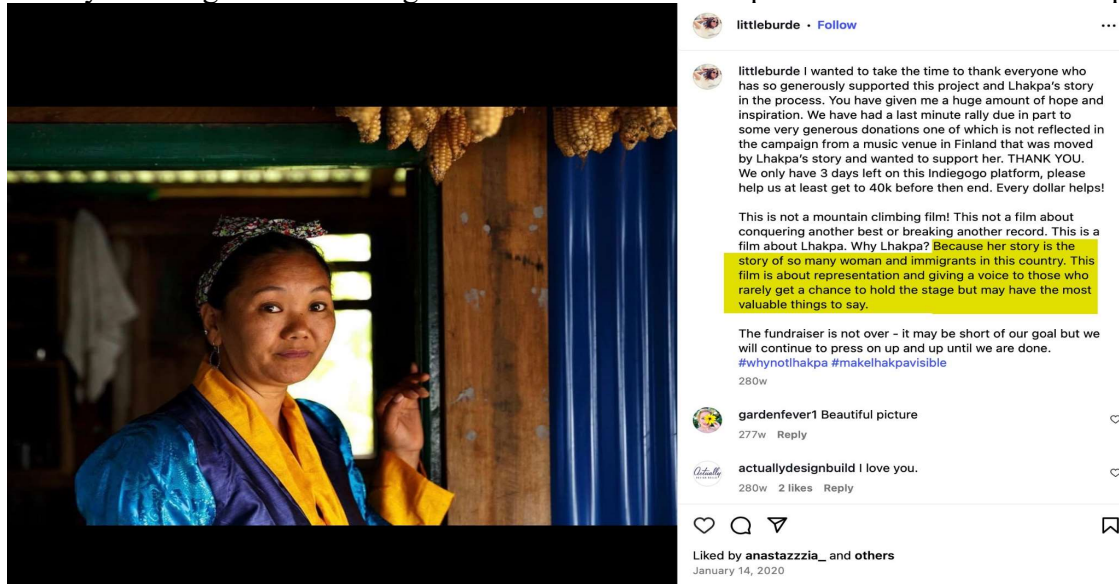 littleburde • Follow
littleburde I wanted to take the time to thank everyone who
has so generously supported this project and Lhakpa's story
in the process. You have given me a huge amount of hope and
inspiration. We have had a last minute rally due in part to
some very generous donations one of which is not reflected in
the campaign from a music venue in Finland that was moved
by Lhakpa's story and wanted to support her. THANK YOU.
We only have 3 days left on this Indiegogo platform, please
help us at least get to 40k before then end. Every dollar helps!
This is not a mountain climbing film! This not a film about
conquering another best or breaking another record. This is a
film about Lhakpa. Why Lhakpa? Because her story is the
story of so many woman and immigrants in this country. This
film is about representation and giving a voice to those who
rarely get a chance to hold the stage but may have the most
valuable things to say.
The fundraiser is not over - it may be short of our goal but we
will continue to press on up and up until we are done.
#whynotlhakpa #makelhakpavisible
280w
gardenfever1 Beautiful picture
277w Reply
Actually
actuallydesignbuild I love you.
280w 2 likes Reply
Liked by anastazzzia_ and others
January 14, 2020